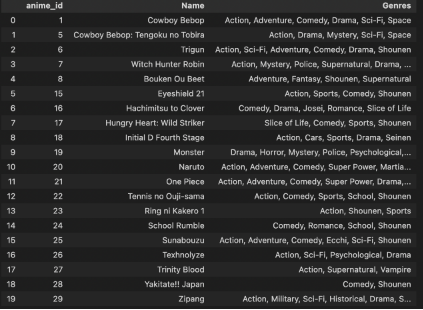 anime_id Name Genres
0 1 Cowboy Bebop Action, Adventure, Comedy, Drama, Sci-Fi, Space
1 5 Cowboy Bebop: Tengoku no Tobira Action, Drama, Mystery, Sci-Fi, Space
2 6 Trigun Action, Sci-Fi, Adventure, Comedy, Drama, Shounen
3 7 Witch Hunter Robin Action, Mystery, Police, Supernatural, Drama, ...
4 8 Bouken Ou Beet Adventure, Fantasy, Shounen, Supernatural
5 15 Eyeshield 21 Action, Sports, Comedy, Shounen
6 16 Hachimitsu to Clover Comedy, Drama, Josei, Romance, Slice of Life
7 17 Hungry Heart: Wild Striker Slice of Life, Comedy, Sports, Shounen
8 18 Initial D Fourth Stage Action, Cars, Sports, Drama, Seinen
9 19 Monster Drama, Horror, Mystery, Police, Psychological,...
10 20 Naruto Action, Adventure, Comedy, Super Power, Martia...
11 21 One Piece Action, Adventure, Comedy, Super Power, Drama,...
12 22 Tennis no Ouji-sama Action, Comedy, Sports, School, Shounen
13 23 Ring ni Kakero 1 Action, Shounen, Sports
14 24 School Rumble Comedy, Romance, School, Shounen
15 25 Sunabouzu Action, Adventure, Comedy, Ecchi, Sci-Fi, Shounen
16 26 Texhnolyze Action, Sci-Fi, Psychological, Drama
17 27 Trinity Blood Action, Supernatural, Vampire
18 28 Yakitate!! Japan Comedy, Shounen
19 29 Zipang Action, Military, Sci-Fi, Historical, Drama, S...